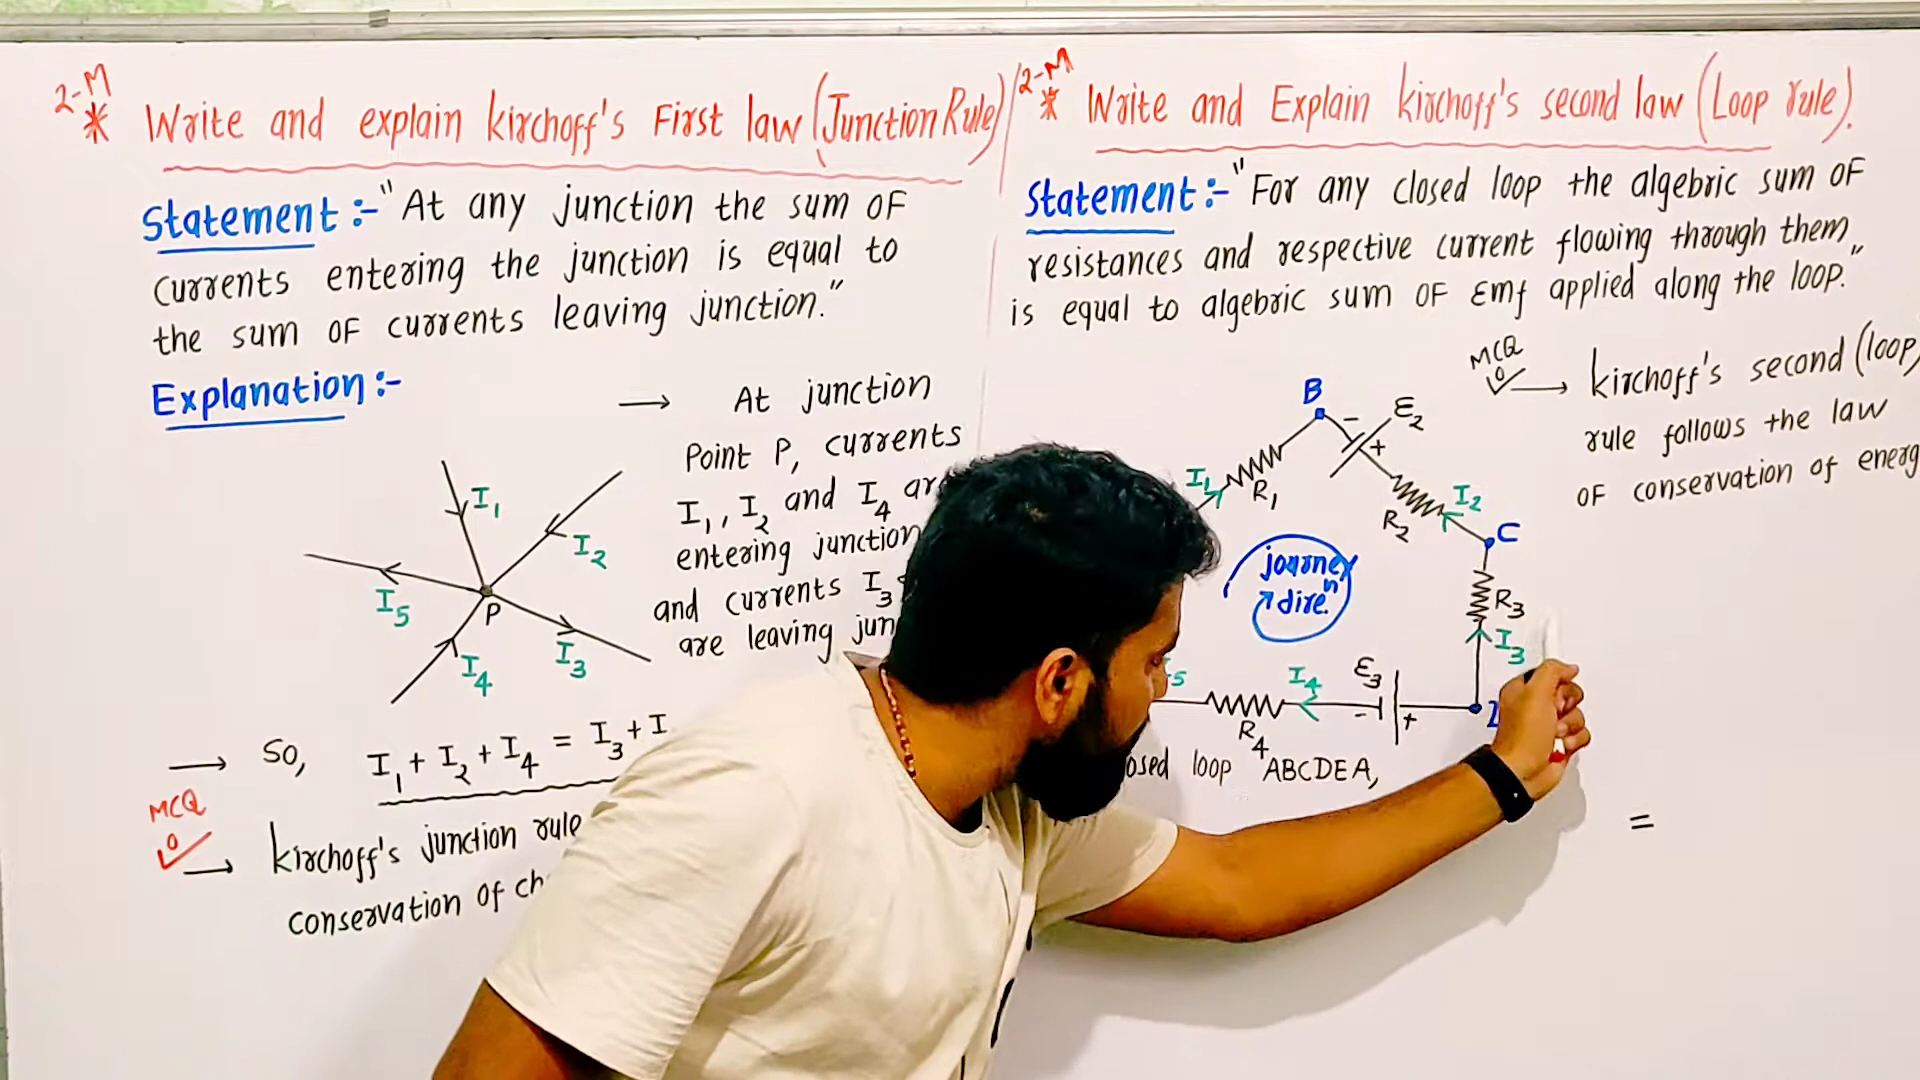 2-M
* Write and explain kirchoff's First law (Junction Rule)
Statement :- "At any junction the sum OF
currents entering the junction is equal to
the sum OF currents leaving junction."
Explanation :-
→ At junction
Point P, currents
I₁, I₂ and I₄ are
entering junction
and currents I₃
are leaving
I₁
I₂
I₅
P
I₃
I₄
→ So, I₁ + I₂ + I₄ = I₃ + I
MCQ
→ kirchoff's junction rule
conservation of
2-M
* Write and Explain kirchoff's second law (Loop rule).
Statement :- "For any closed loop the algebric sum OF
resistances and respective current flowing through them
is equal to algebric sum OF Emf applied along the loop."
MCQ
→ kirchoff's second (loop)
rule follows the law
OF conservation of
B
- ε₂
+
I₁
R₁
R₂
I₂
C
journey
direⁿ
R₃
I₃
I₄
ε₃
R₄
- +
loop ABCDEA,
=